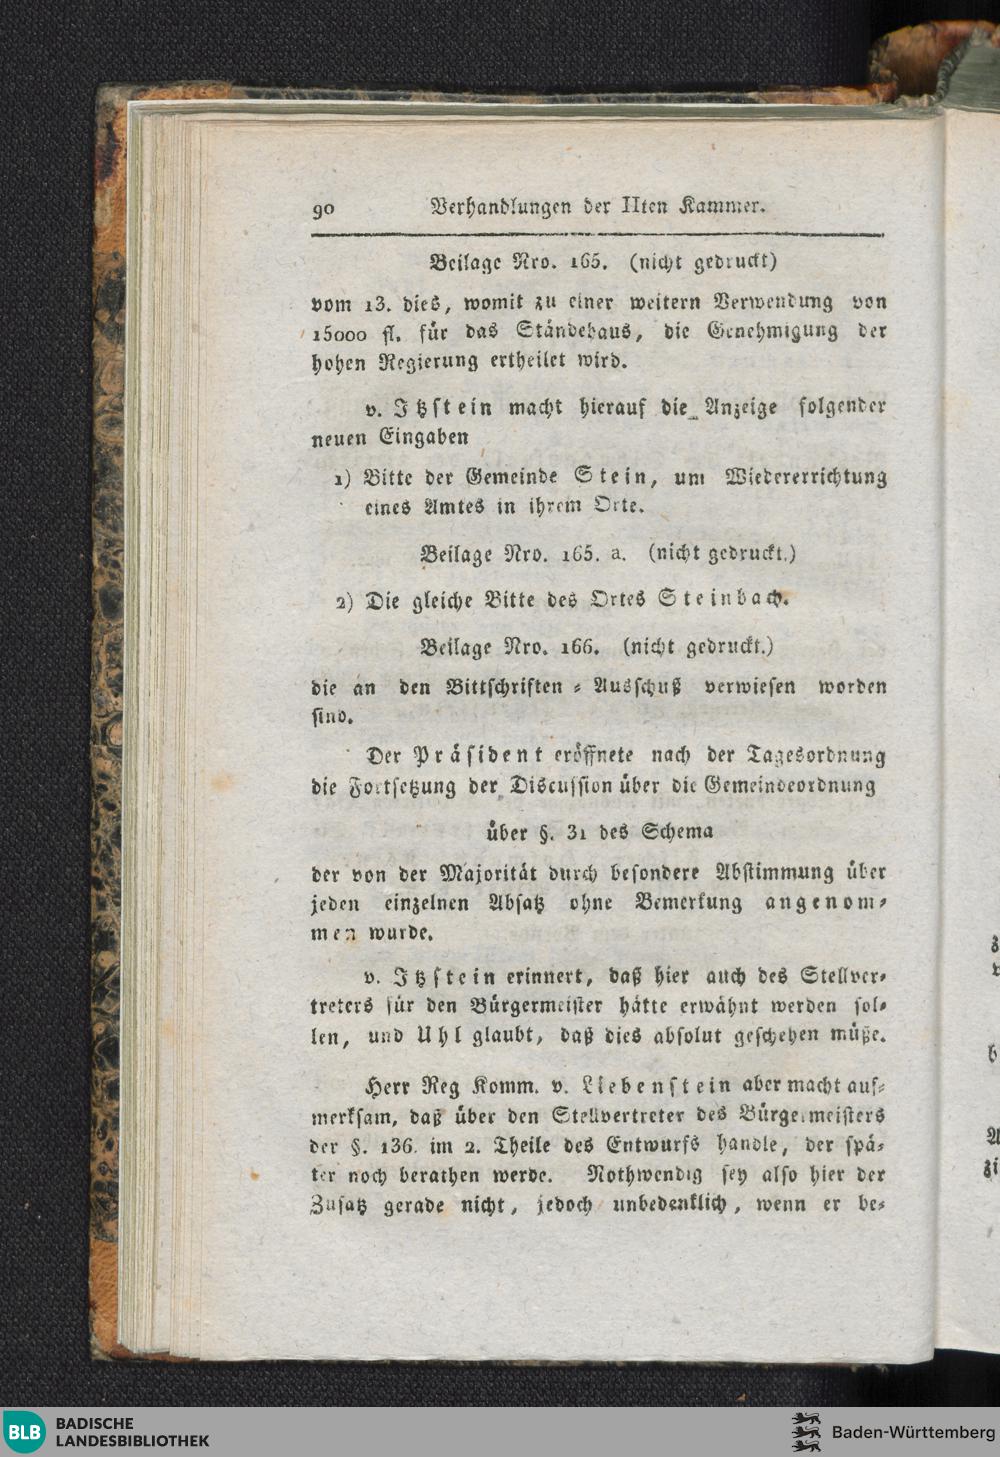 90 Verhandlungen der IIten Kammer.
Beilage Nro. 165. (nicht gedruckt)
vom 13. dies, womit zu einer weitern Verwendung von
15000 fl. für das Ständehaus, die Genehmigung der
hohen Regierung ertheilet wird.
v. Itzstein macht hierauf die Anzeige folgender
neuen Eingaben
1) Bitte der Gemeinde Stein, um Wiedererrichtung
eines Amtes in ihrem Orte.
Beilage Nro. 165. a. (nicht gedruckt.)
2) Die gleiche Bitte des Ortes Steinbach.
Beilage Nro. 166. (nicht gedruckt.)
die an den Bittschriften-Ausschuß verwiesen worden
sind.
Der Präsident eröffnete nach der Tagesordnung
die Fortsetzung der Discussion über die Gemeindeordnung
über §. 31 des Schema
der von der Majorität durch besondere Abstimmung über
jeden einzelnen Absatz ohne Bemerkung angenom-
men wurde.
v. Itzstein erinnert, daß hier auch des Stellver-
treters für den Bürgermeister hätte erwähnt werden sol-
len, und Uhl glaubt, daß dies absolut geschehen müße.
Herr Reg Komm. v. Liebenstein aber macht auf-
merksam, daß über den Stellvertreter des Bürgermeisters
der §. 136. im 2. Theile des Entwurfs handle, der spä-
ter noch berathen werde. Nothwendig sey also hier der
Zusatz gerade nicht, jedoch unbedenklich, wenn er be-
BLB BADISCHE
LANDESBIBLIOTHEK
Baden-Württemberg